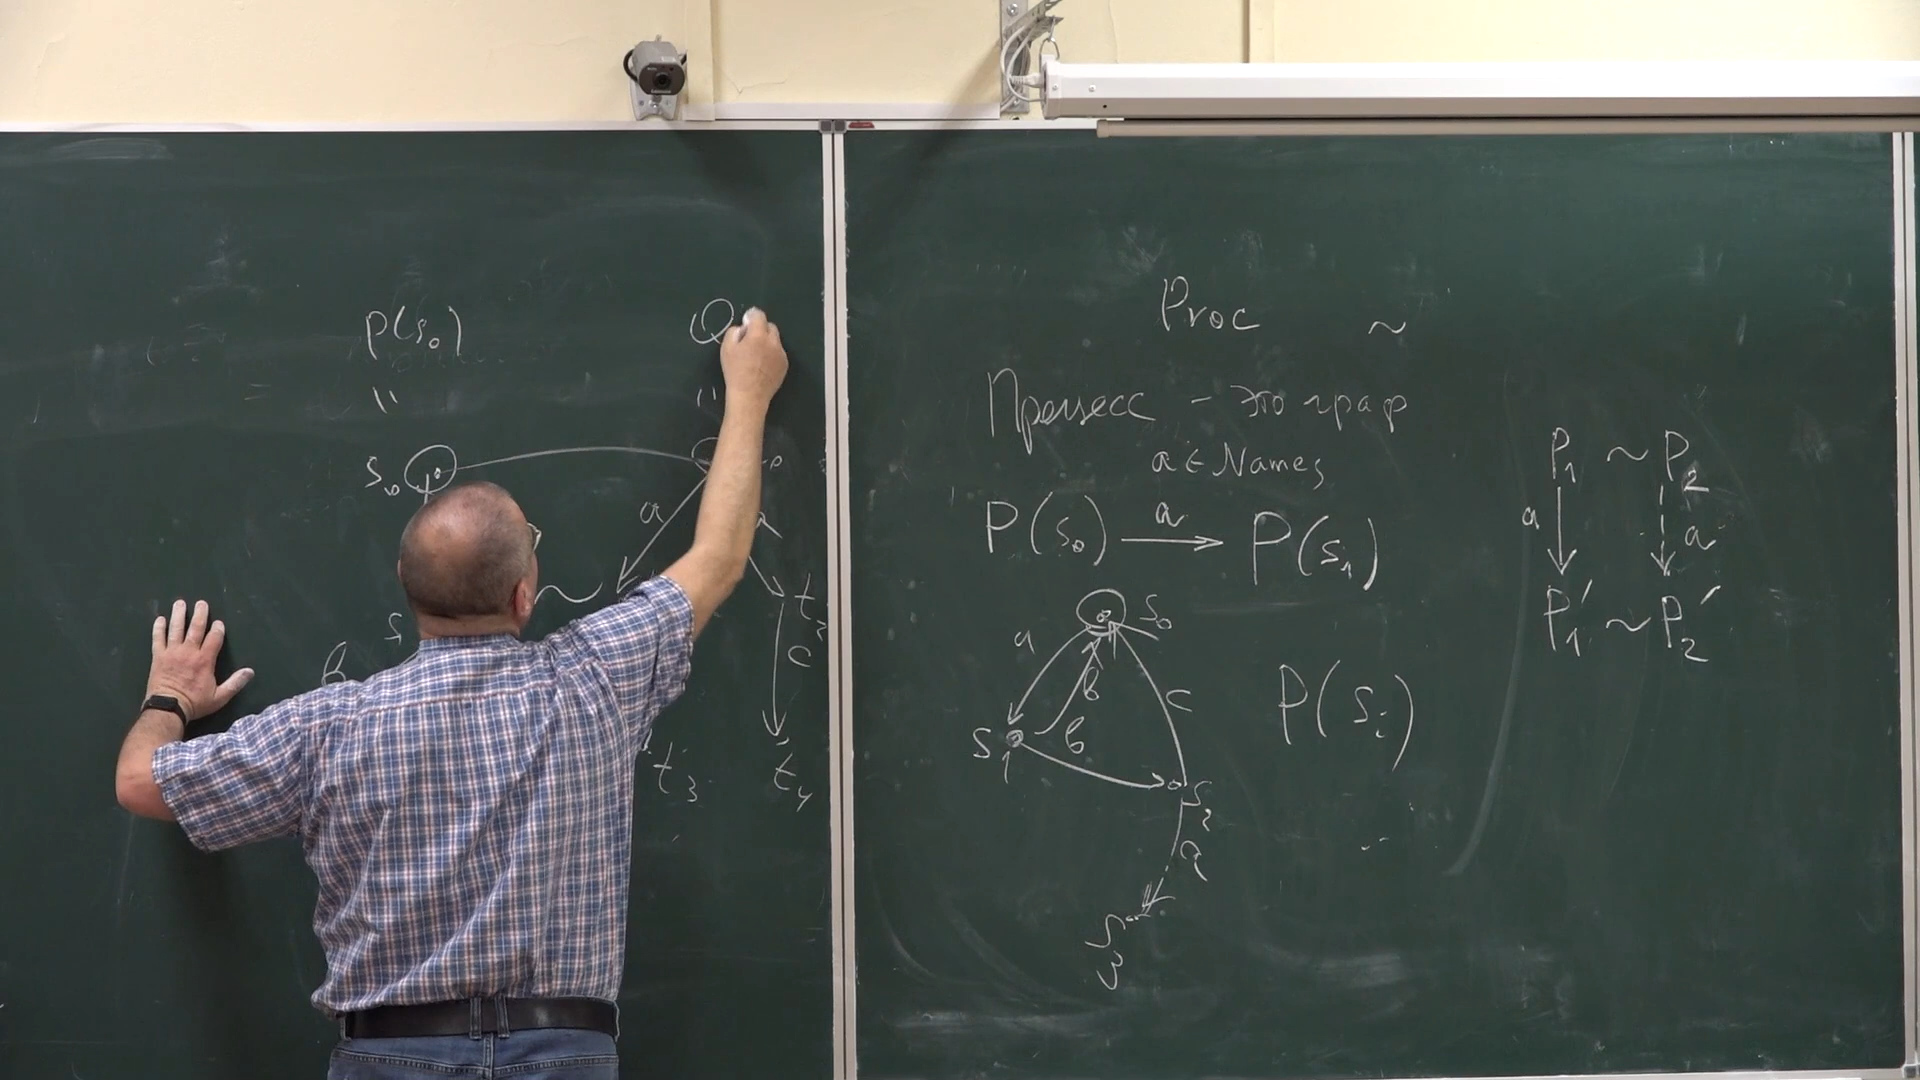 P(s₀) Q
s₀
a
t₂
c
b
t₃ t₄
Proc ~
Процесс - это граф
a ∈ Names
P(s₀) a P(s₁)
s₀
a b c
s₁ b
s₂
a
s₃
P(sᵢ)
P₁ ~ P₂
a a
P₁′ ~ P₂′